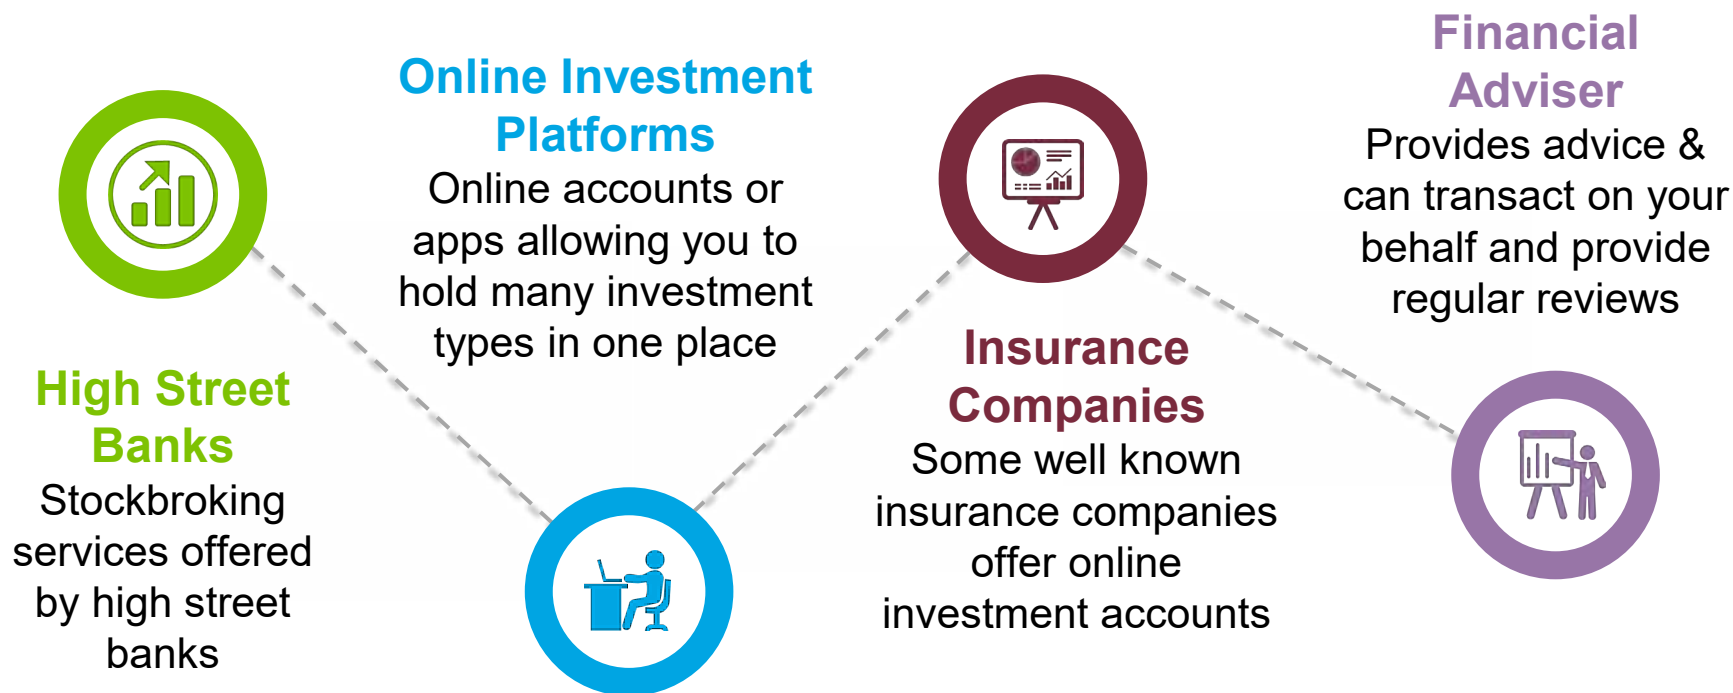 High Street
Banks
Stockbroking
services offered
by high street
banks
Online Investment
Platforms
Online accounts or
apps allowing you to
hold many investment
types in one place
Insurance
Companies
Some well known
insurance companies
offer online
investment accounts
Financial
Adviser
Provides advice &
can transact on your
behalf and provide
regular reviews